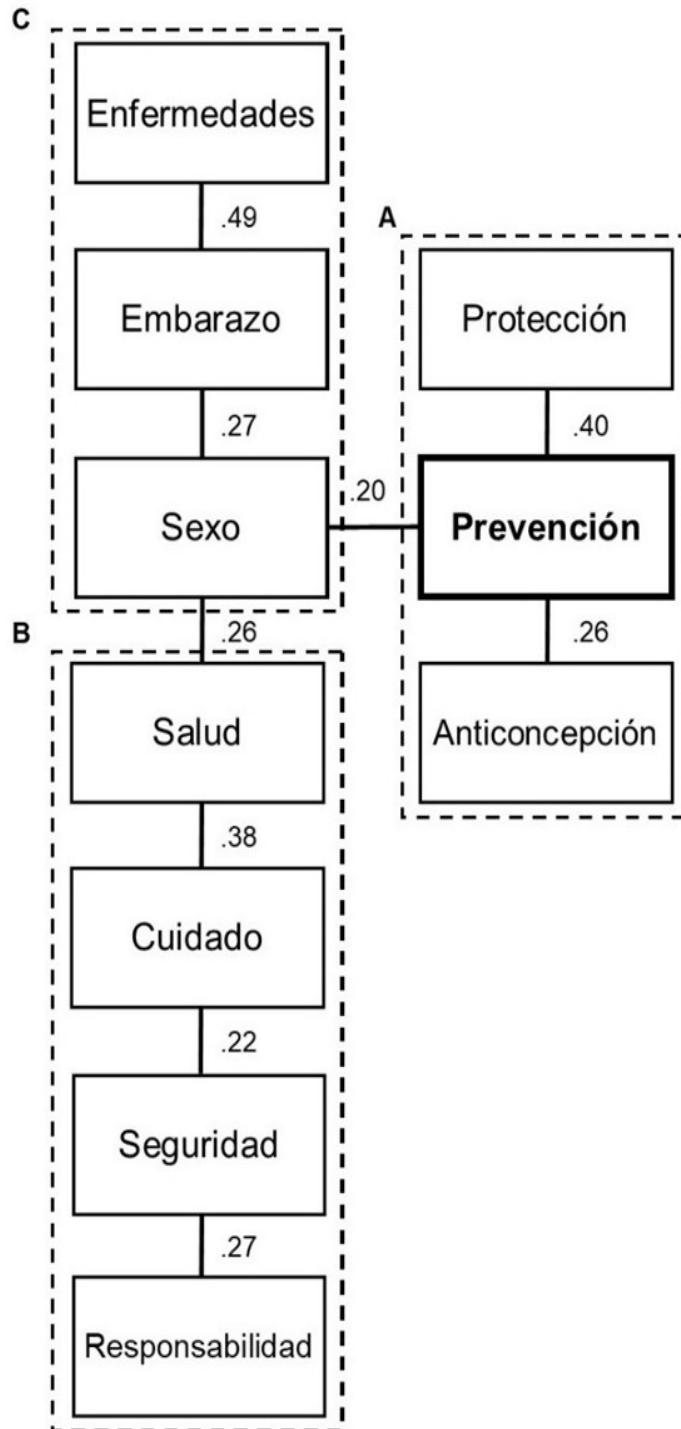 C
Enfermedades
.49
A
Embarazo
Protección
.27
.40
Sexo
.20
Prevención
B
.26
.26
Salud
Anticoncepción
.38
Cuidado
.22
Seguridad
.27
Responsabilidad